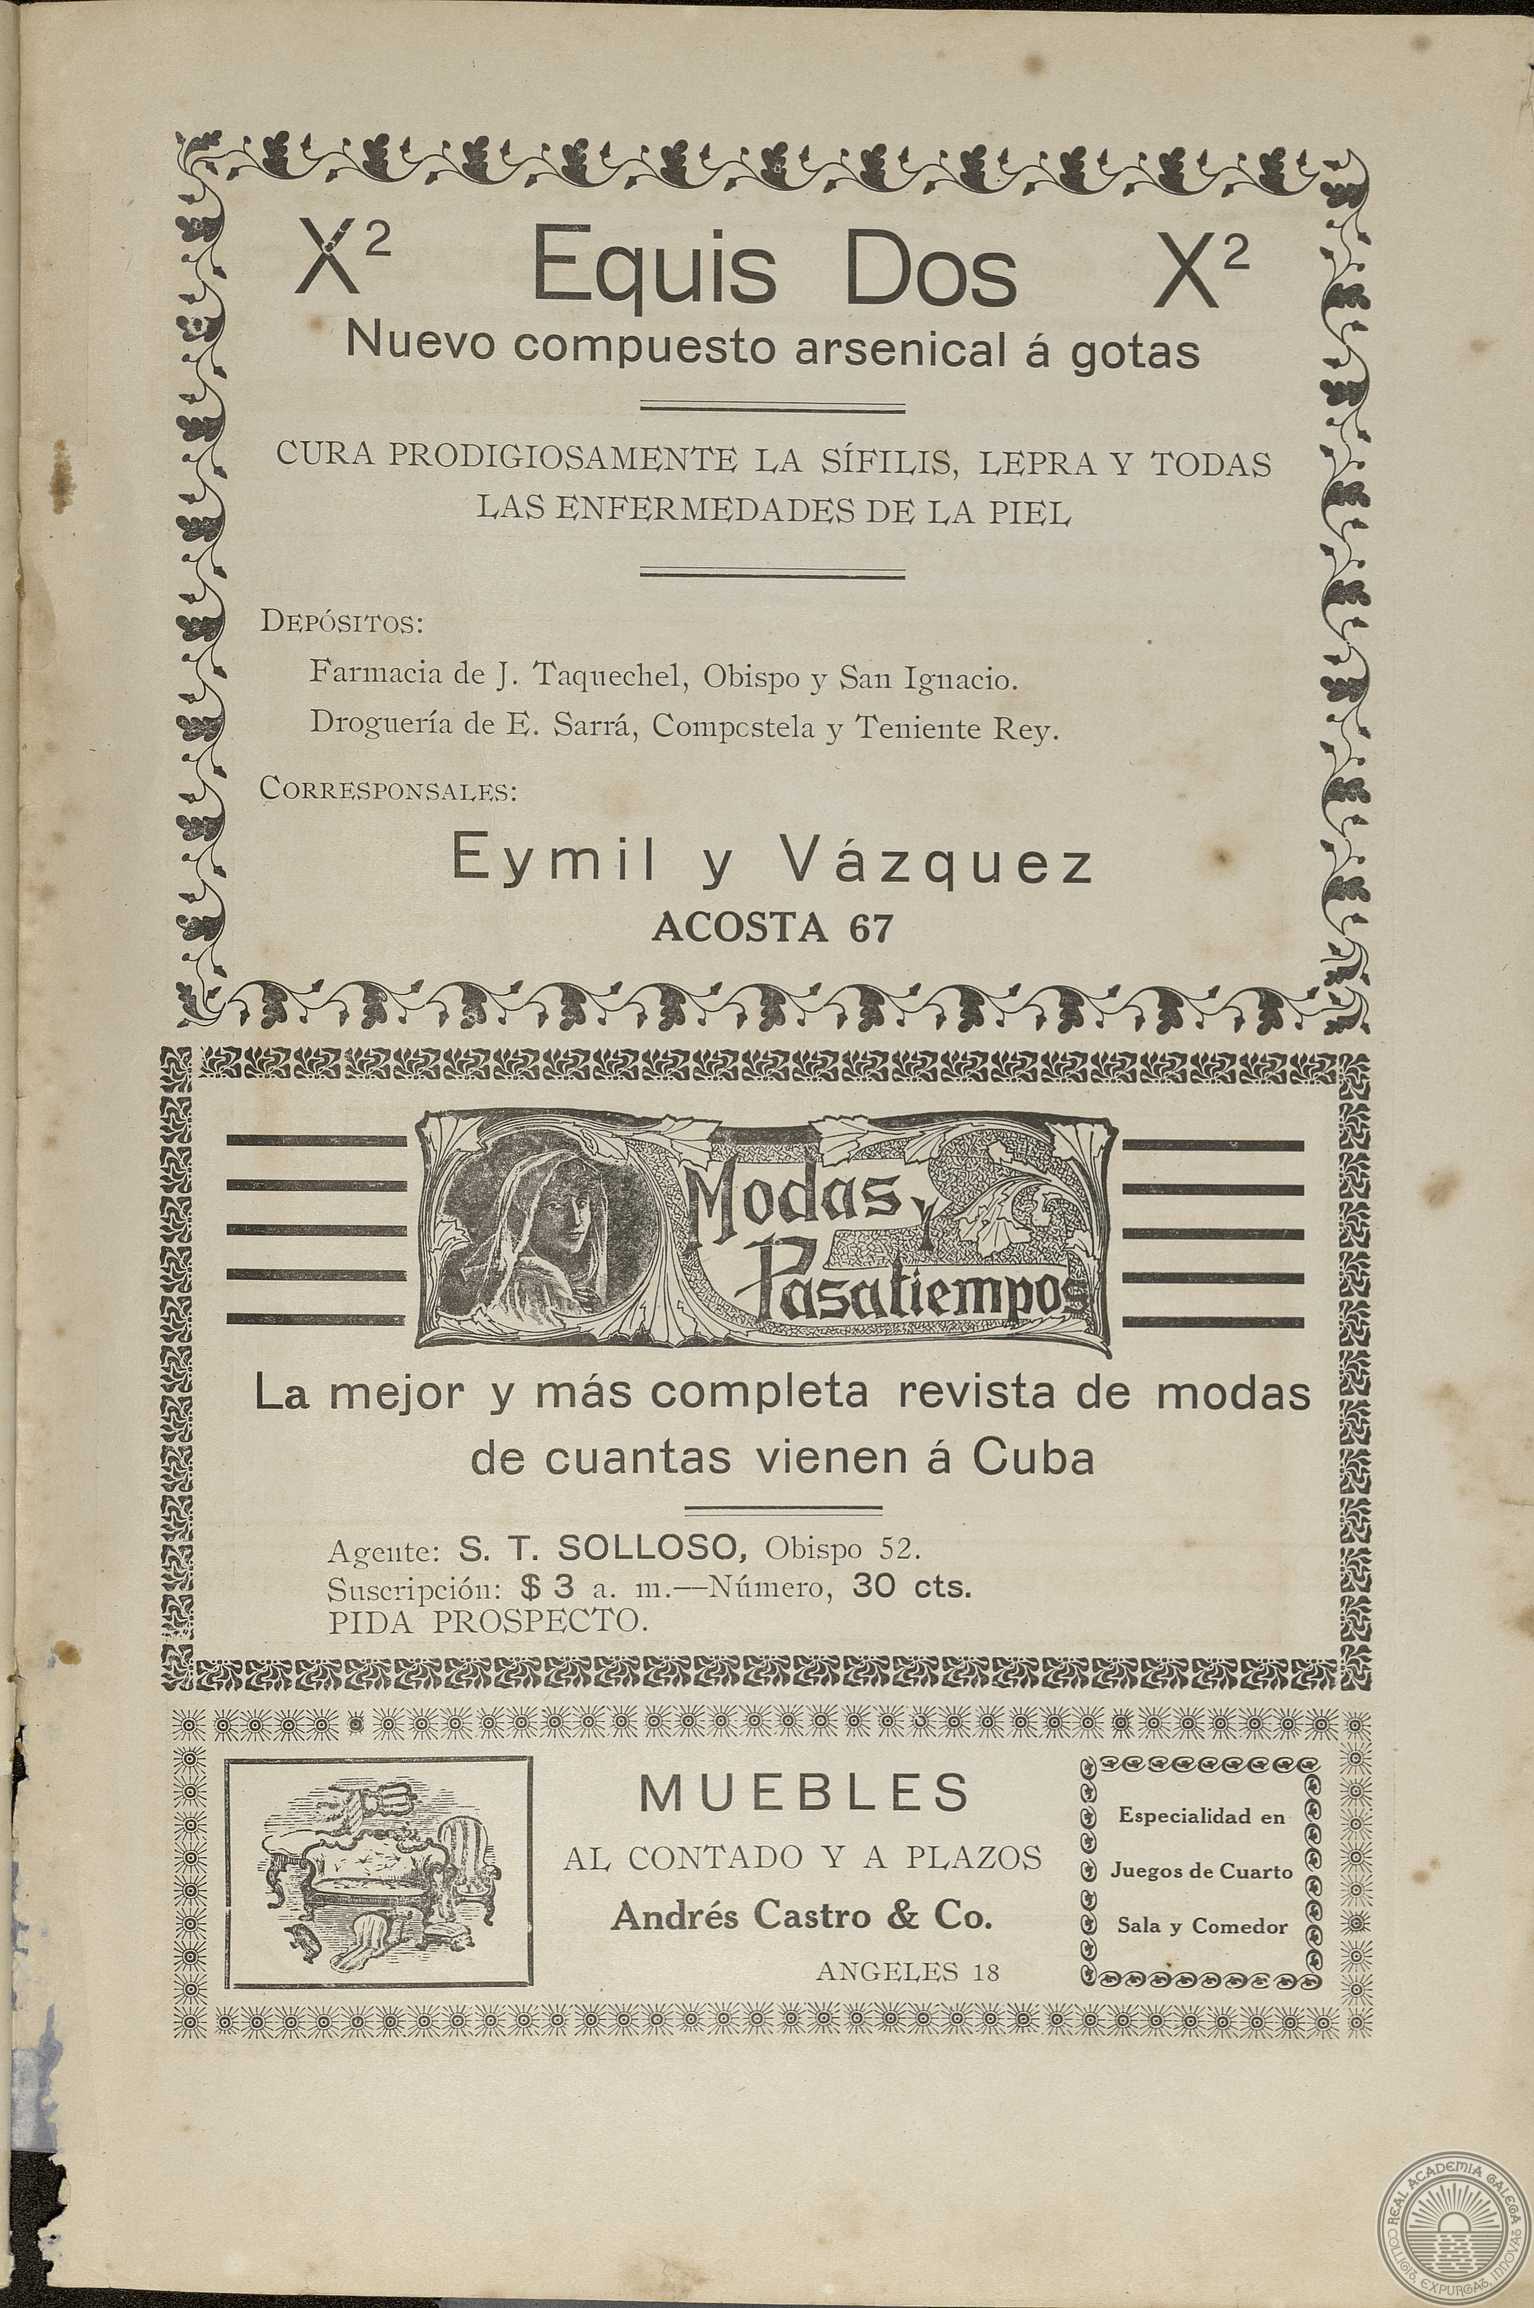 X² Equis Dos X²
Nuevo compuesto arsenical á gotas
CURA PRODIGIOSAMENTE LA SÍFILIS, LEPRA Y TODAS
LAS ENFERMEDADES DE LA PIEL
DEPÓSITOS:
Farmacia de J. Taquechel, Obispo y San Ignacio.
Droguería de E. Sarrá, Compcstela y Teniente Rey.
CORRESPONSALES:
Eymil y Vázquez
ACOSTA 67
Modas y
Pasatiempos
La mejor y más completa revista de modas
de cuantas vienen á Cuba
Agente: S. T. SOLLOSO, Obispo 52.
Suscripción: $ 3 a. m.—Número, 30 cts.
PIDA PROSPECTO.
MUEBLES
AL CONTADO Y A PLAZOS
Andrés Castro & Co.
ANGELES 18
Especialidad en
Juegos de Cuarto
Sala y Comedor
REAL ACADEMIA GALEGA
COLLIGIT, EXPURGAT, INNOVAT